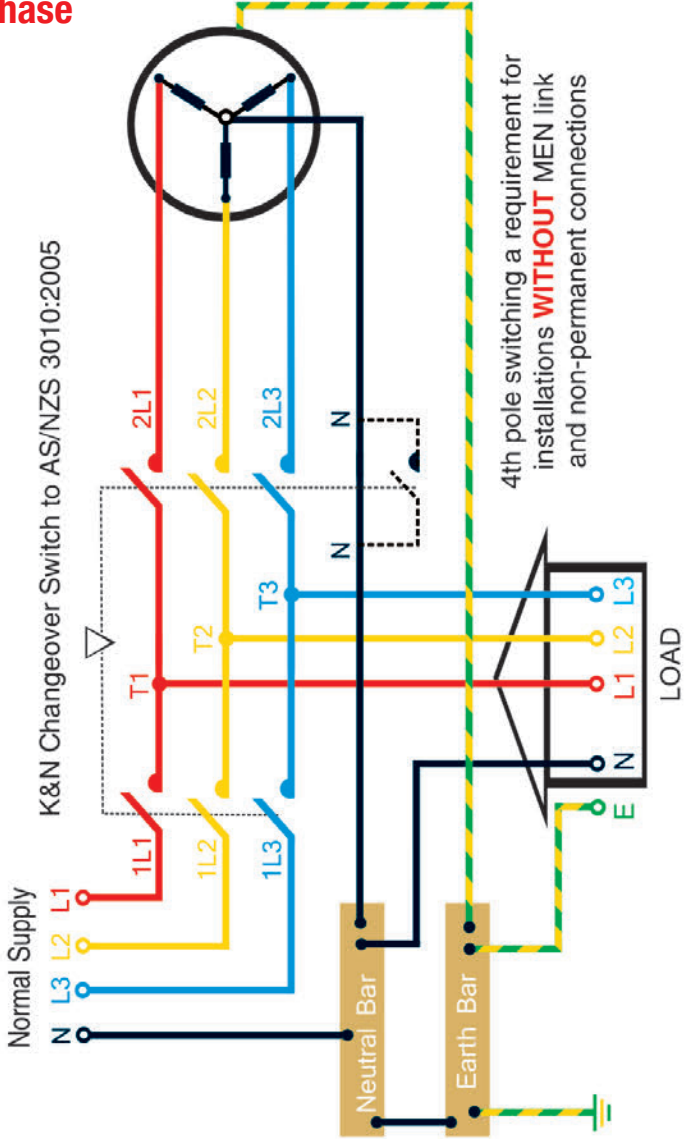 hase
K&N Changeover Switch to AS/NZS 3010:2005
Normal Supply
L1
L2
L3
N
1L1
1L2
1L3
T1
T2
T3
2L1
2L2
2L3
N
N
Neutral Bar
Earth Bar
E
N
L1
L2
L3
LOAD
4th pole switching a requirement for
installations WITHOUT MEN link
and non-permanent connections